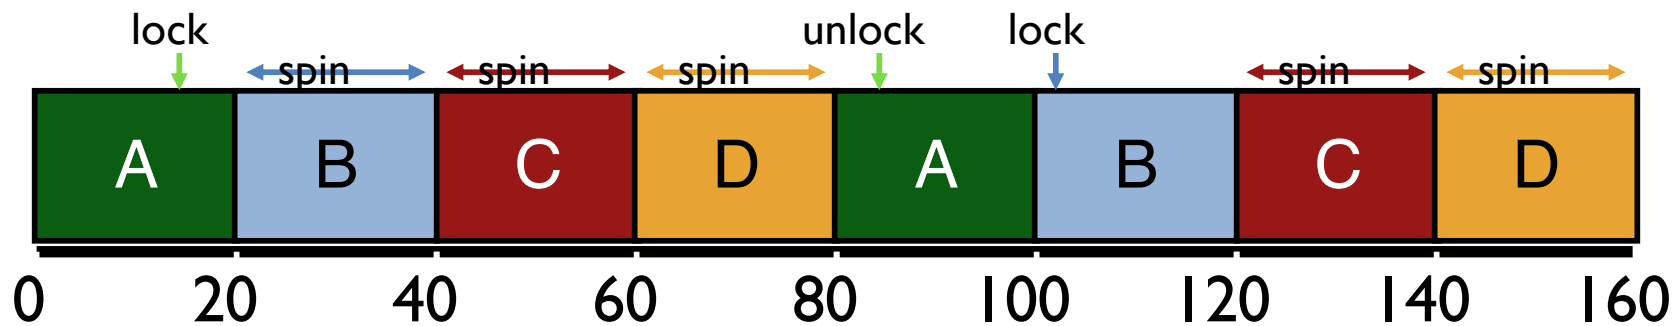 lock unlock lock
spin spin spin spin spin
A B C D A B C D
0 20 40 60 80 100 120 140 160